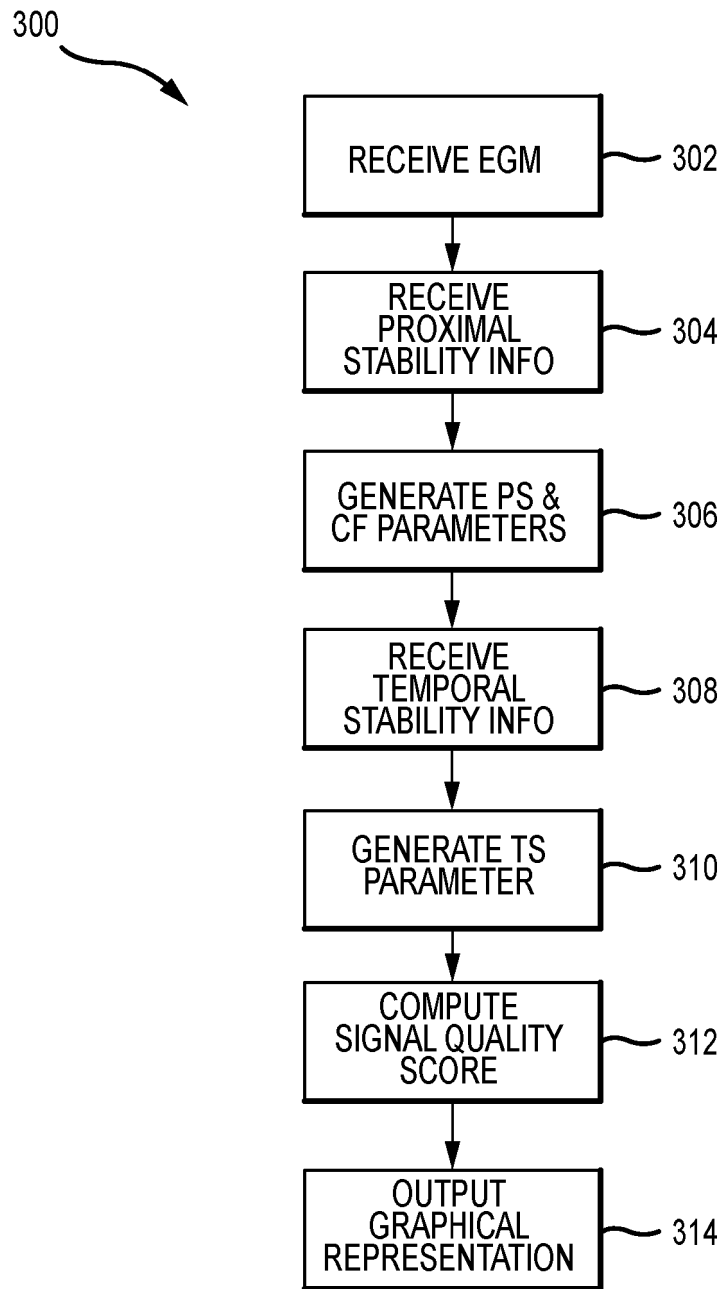 300
RECEIVE EGM
302
RECEIVE
PROXIMAL
STABILITY INFO
304
GENERATE PS &
CF PARAMETERS
306
RECEIVE
TEMPORAL
STABILITY INFO
308
GENERATE TS
PARAMETER
310
COMPUTE
SIGNAL QUALITY
SCORE
312
OUTPUT
GRAPHICAL
REPRESENTATION
314